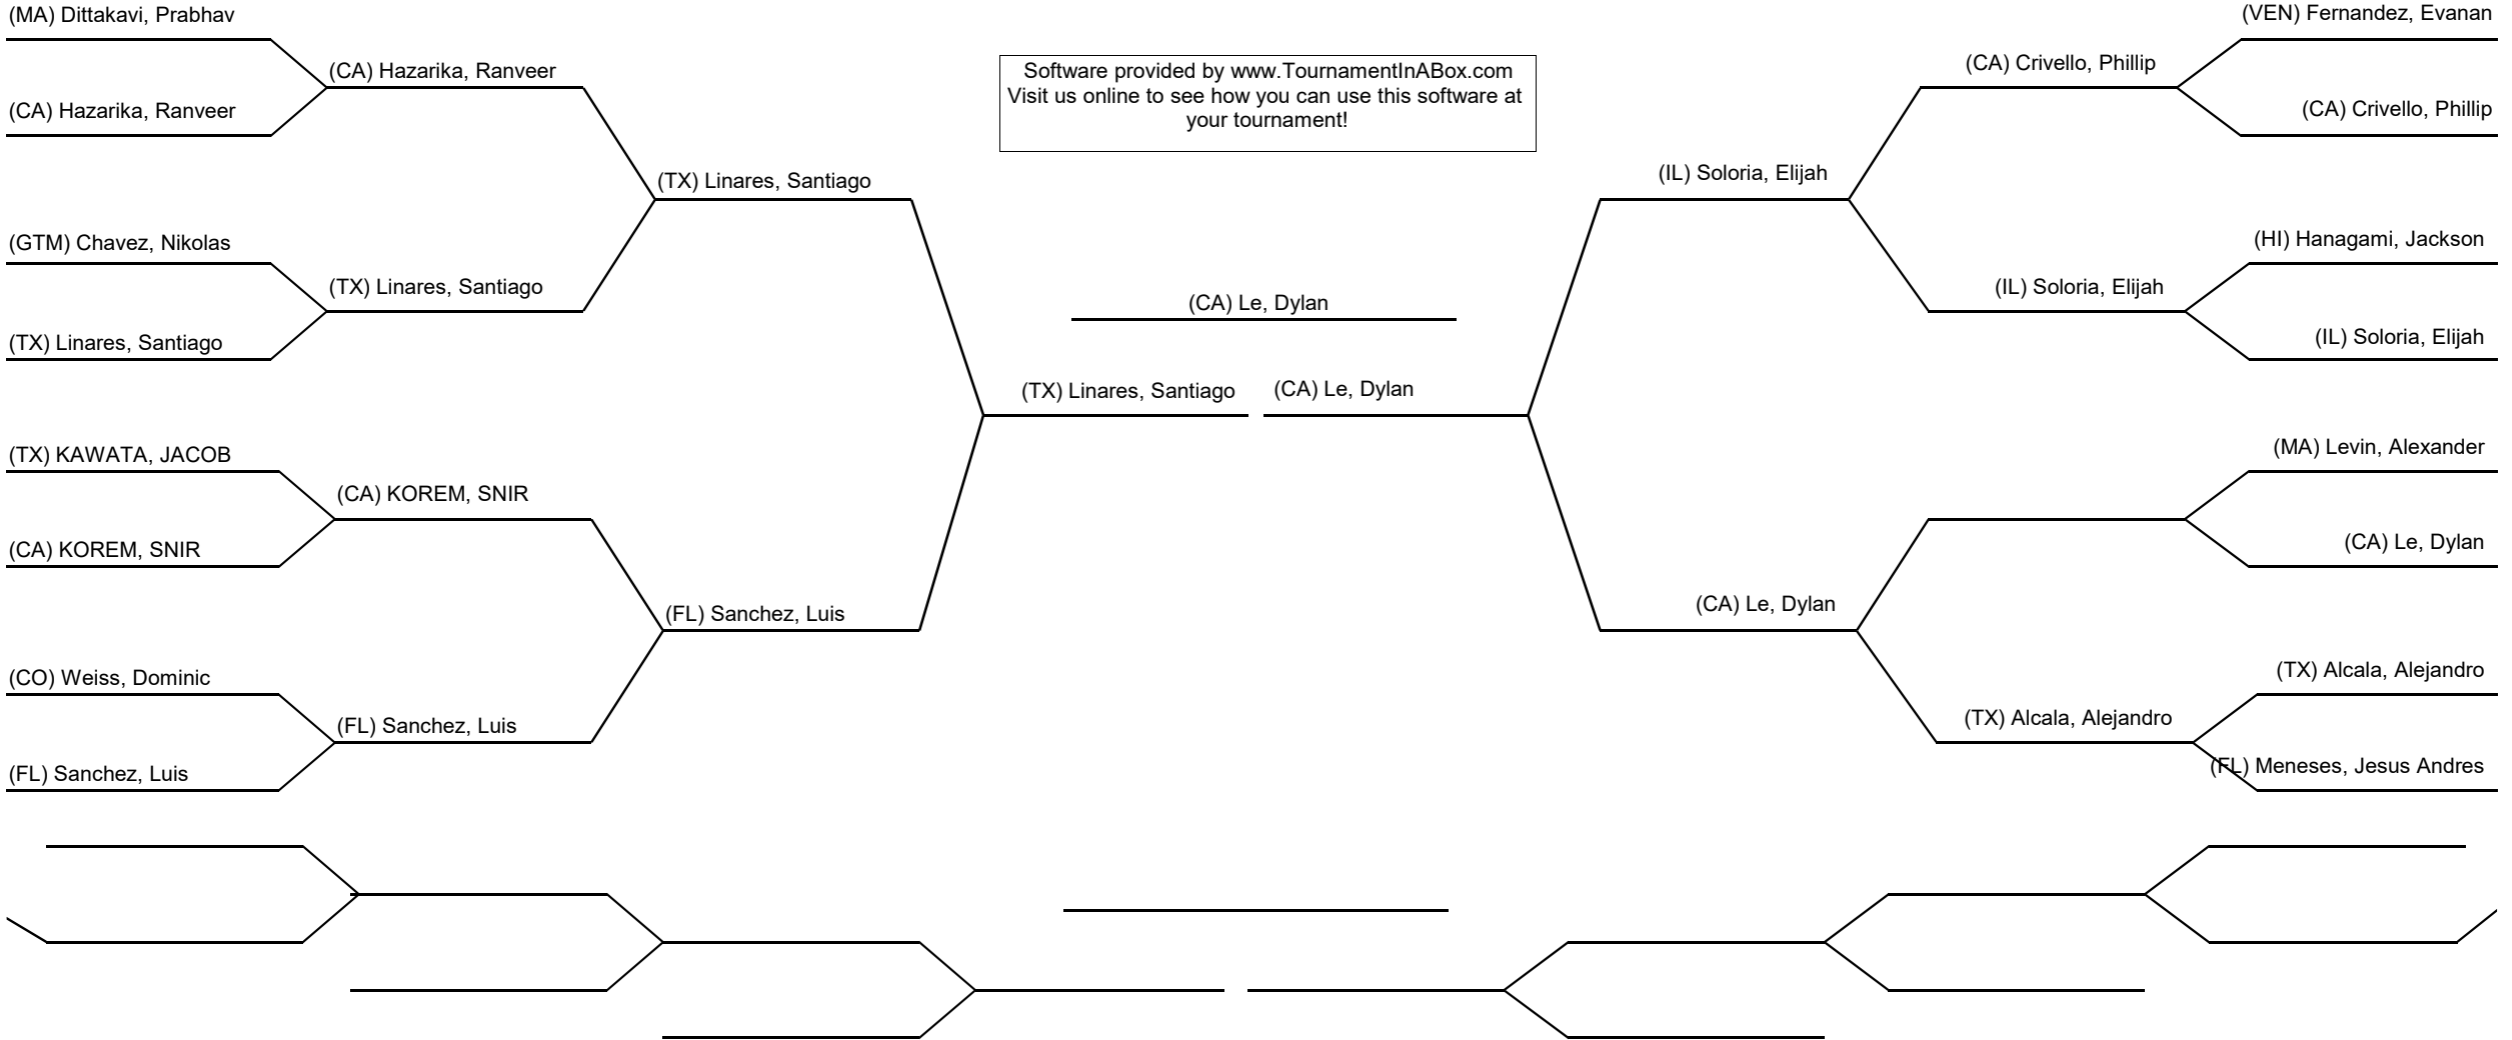 (MA) Dittakavi, Prabhav
(CA) Hazarika, Ranveer
(CA) Hazarika, Ranveer
(TX) Linares, Santiago
(GTM) Chavez, Nikolas
(TX) Linares, Santiago
(TX) Linares, Santiago
(TX) KAWATA, JACOB
(CA) KOREM, SNIR
(CA) KOREM, SNIR
(FL) Sanchez, Luis
(CO) Weiss, Dominic
(FL) Sanchez, Luis
(FL) Sanchez, Luis
Software provided by www.TournamentInABox.com
Visit us online to see how you can use this software at
your tournament!
(CA) Le, Dylan
(TX) Linares, Santiago
(CA) Le, Dylan
(VEN) Fernandez, Evanan
(CA) Crivello, Phillip
(CA) Crivello, Phillip
(IL) Soloria, Elijah
(HI) Hanagami, Jackson
(IL) Soloria, Elijah
(IL) Soloria, Elijah
(MA) Levin, Alexander
(CA) Le, Dylan
(CA) Le, Dylan
(TX) Alcala, Alejandro
(TX) Alcala, Alejandro
(FL) Meneses, Jesus Andres